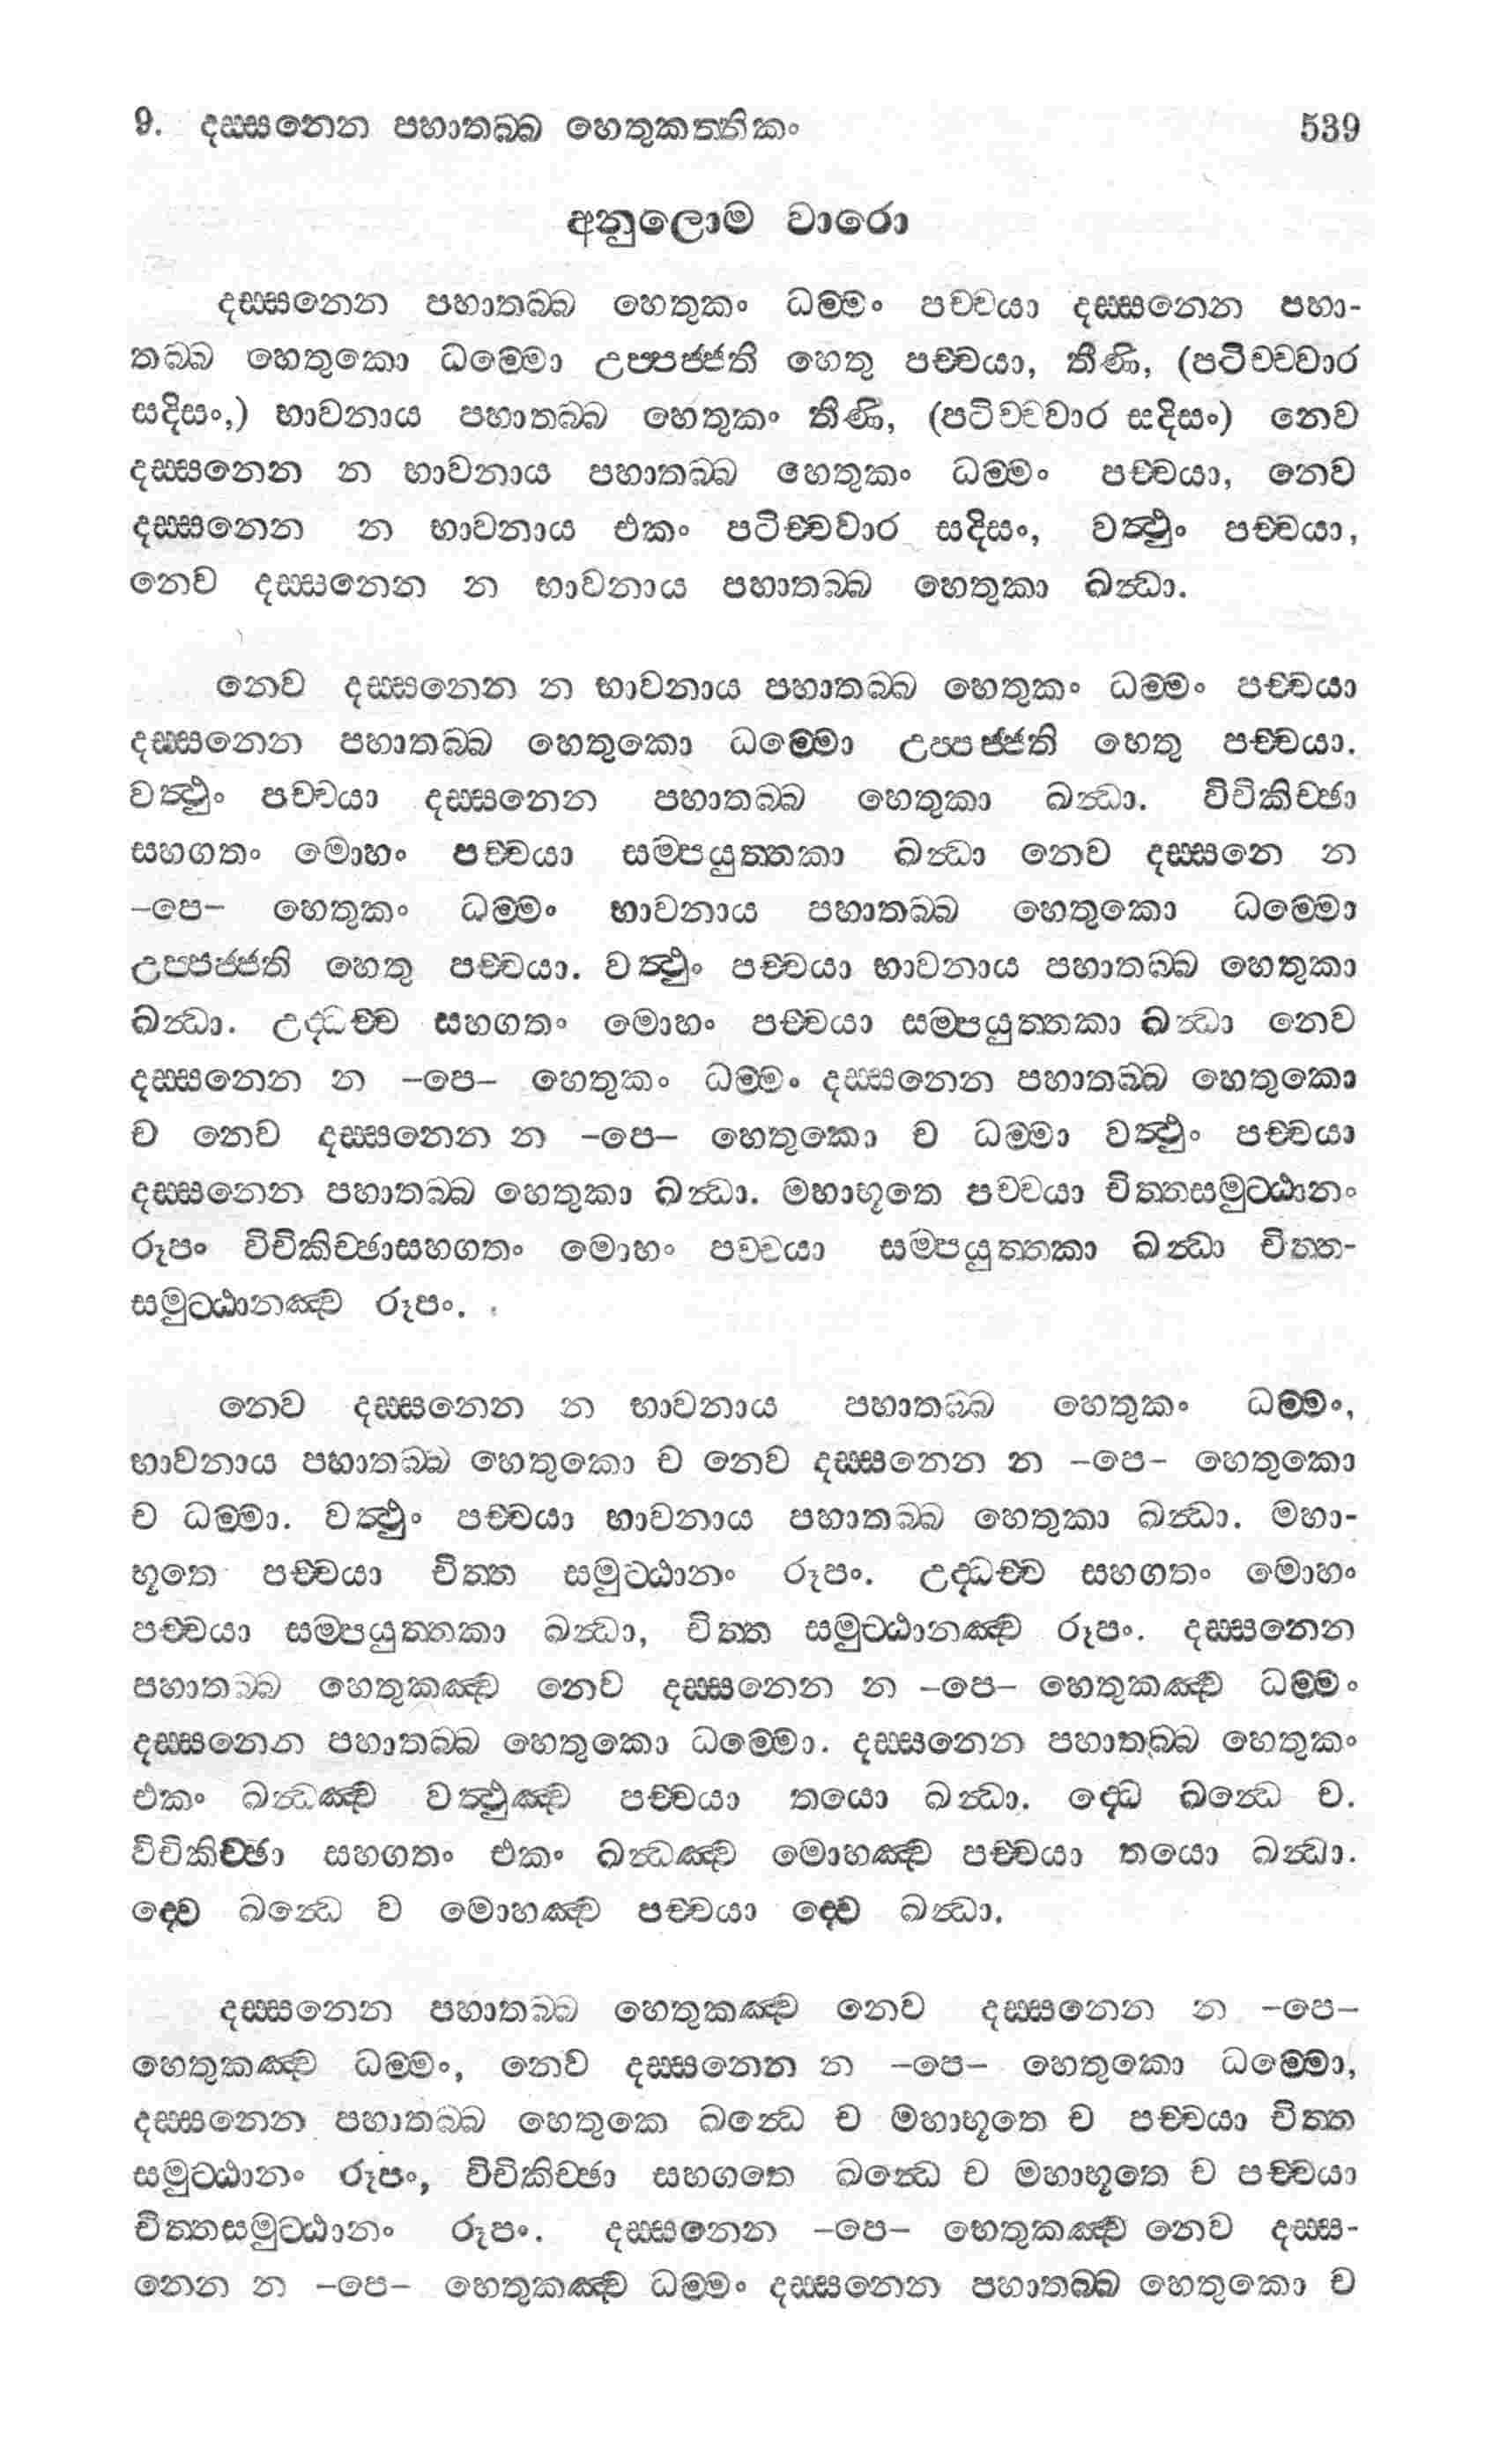 9. දස්සනෙන පහාතබ්බ හෙතුකත්තිකං 539
අනුලොම වාරො
දස්සනෙන පහාතබ්බ හෙතුකං ධම්මං පච්චයා දස්සනෙන පහා-
තබ්බ හෙතුකො ධම්මො උප්පජ්ජති හෙතු පච්චයා, තීණි, (පටිච්චවාර
සදිසං,) භාවනාය පහාතබ්බ හෙතුකං තීණි, (පටිච්චවාර සදිසං) නෙව
දස්සනෙන න භාවනාය පහාතබ්බ හෙතුකං ධම්මං පච්චයා, නෙව
දස්සනෙන න භාවනාය එකං පටිච්චවාර සදිසං, වත්ථුං පච්චයා,
නෙව දස්සනෙන න භාවනාය පහාතබ්බ හෙතුකා ඛන්ධා.
නෙව දස්සනෙන න භාවනාය පහාතබ්බ හෙතුකං ධම්මං පච්චයා
දස්සනෙන පහාතබ්බ හෙතුකො ධම්මො උප්පජ්ජති හෙතු පච්චයා.
වත්ථුං පච්චයා දස්සනෙන පහාතබ්බ හෙතුකා ඛන්ධා. විචිකිච්ඡා
සහගතං මොහං පච්චයා සම්පයුත්තකා ඛන්ධා නෙව දස්සනෙ න
–පෙ– හෙතුකං ධම්මං භාවනාය පහාතබ්බ හෙතුකො ධම්මො
උප්පජ්ජති හෙතු පච්චයා. වත්ථුං පච්චයා භාවනාය පහාතබ්බ හෙතුකා
ඛන්ධා. උද්ධච්ච සහගතං මොහං පච්චයා සම්පයුත්තකා ඛන්ධා නෙව
දස්සනෙන න –පෙ– හෙතුකං ධම්මං දස්සනෙන පහාතබ්බ හෙතුකො
ච නෙව දස්සනෙන න –පෙ– හෙතුකො ච ධම්මා වත්ථුං පච්චයා
දස්සනෙන පහාතබ්බ හෙතුකා ඛන්ධා. මහාභූතෙ පච්චයා චිත්තසමුට්ඨානං
රූපං විචිකිච්ඡාසහගතං මොහං පච්චයා සම්පයුත්තකා ඛන්ධා චිත්ත-
සමුට්ඨානඤ්ච රූපං.
නෙව දස්සනෙන න භාවනාය පහාතබ්බ හෙතුකං ධම්මං,
භාවනාය පහාතබ්බ හෙතුකො ච නෙව දස්සනෙන න –පෙ– හෙතුකො
ච ධම්මා. වත්ථුං පච්චයා භාවනාය පහාතබ්බ හෙතුකා ඛන්ධා. මහා-
භූතෙ පච්චයා චිත්ත සමුට්ඨානං රූපං. උද්ධච්ච සහගතං මොහං
පච්චයා සම්පයුත්තකා ඛන්ධා, චිත්ත සමුට්ඨානඤ්ච රූපං. දස්සනෙන
පහාතබ්බ හෙතුකඤ්ච නෙව දස්සනෙන න –පෙ– හෙතුකඤ්ච ධම්මං
දස්සනෙන පහාතබ්බ හෙතුකො ධම්මො. දස්සනෙන පහාතබ්බ හෙතුකං
එකං ඛන්ධඤ්ච වත්ථුඤ්ච පච්චයා තයො ඛන්ධා. ද්ධෙ ඛන්ධෙ ච.
විචිකිච්ඡා සහගතං එකං ඛන්ධඤ්ච මොහඤ්ච පච්චයා තයො ඛන්ධා.
ද්වෙ ඛන්ධෙ ච මොහඤ්ච පච්චයා ද්වෙ ඛන්ධා.
දස්සනෙන පහාතබ්බ හෙතුකඤ්ච නෙව දස්සනෙන න –පෙ–
හෙතුකඤ්ච ධම්මං, නෙව දස්සනෙන න –පෙ– හෙතුකො ධම්මො,
දස්සනෙන පහාතබ්බ හෙතුකෙ ඛන්ධෙ ච මහාභූතෙ ච පච්චයා චිත්ත
සමුට්ඨානං රූපං, විචිකිච්ඡා සහගතෙ ඛන්ධෙ ච මහාභූතෙ ච පච්චයා
චිත්තසමුට්ඨානං රූපං. දස්සනෙන –පෙ– හෙතුකඤ්ච නෙව දස්ස-
නෙන න –පෙ– හෙතුකඤ්ච ධම්මං දස්සනෙන පහාතබ්බ හෙතුකො ච